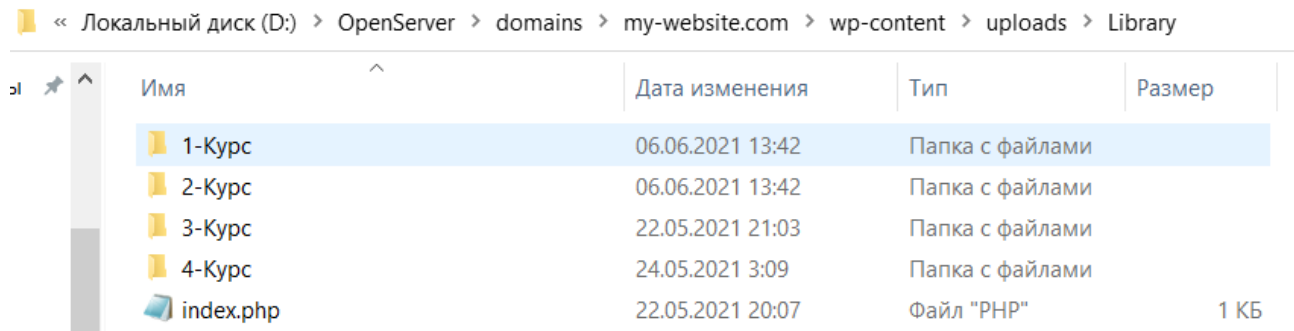 « Локальный диск (D:) > OpenServer > domains > my-website.com > wp-content > uploads > Library
ы Имя Дата изменения Тип Размер
1-Курс 06.06.2021 13:42 Папка с файлами
2-Курс 06.06.2021 13:42 Папка с файлами
3-Курс 22.05.2021 21:03 Папка с файлами
4-Курс 24.05.2021 3:09 Папка с файлами
index.php 22.05.2021 20:07 Файл "PHP" 1 КБ